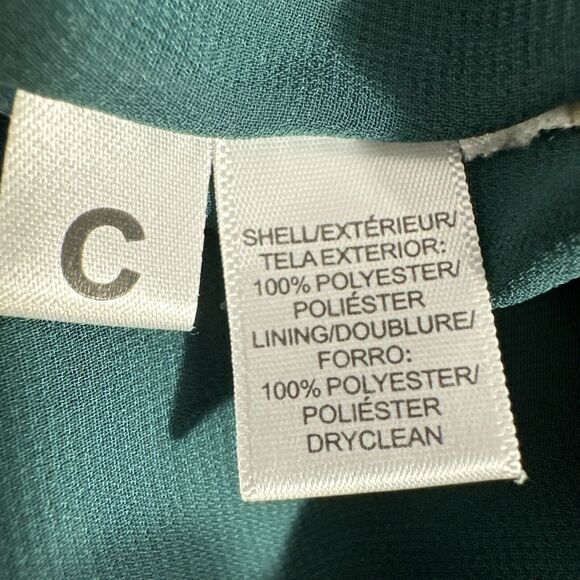 C
SHELL/EXTÉRIEUR/
TELA EXTERIOR:
100% POLYESTER/
POLIÉSTER
LINING/DOUBLURE/
FORRO:
100% POLYESTER/
POLIÉSTER
DRYCLEAN